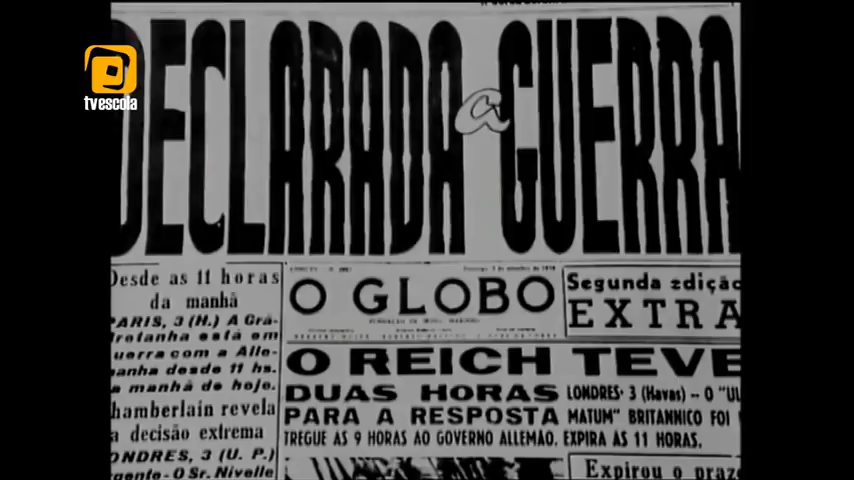 tvescola
DECLARADA a GUERRA
Desde as 11 horas
da manhã
PARIS, 3 (H.) A Grã-
Bretanha está em
guerra com a Alle-
manha desde 11 hs.
a manhã de hoje.
Chamberlain revela
a decisão extrema
LONDRES, 3 (U. P.)
gente - O Sr. Nivelle
O GLOBO
Segunda edição
EXTRA
O REICH TEVE
DUAS HORAS
PARA A RESPOSTA
LONDRES, 3 (Havas) — O "UL
MATUM" BRITANNICO FOI
TREGUE AS 9 HORAS AO GOVERNO ALLEMÃO. EXPIRA ÀS 11 HORAS.
Expirou o prazo